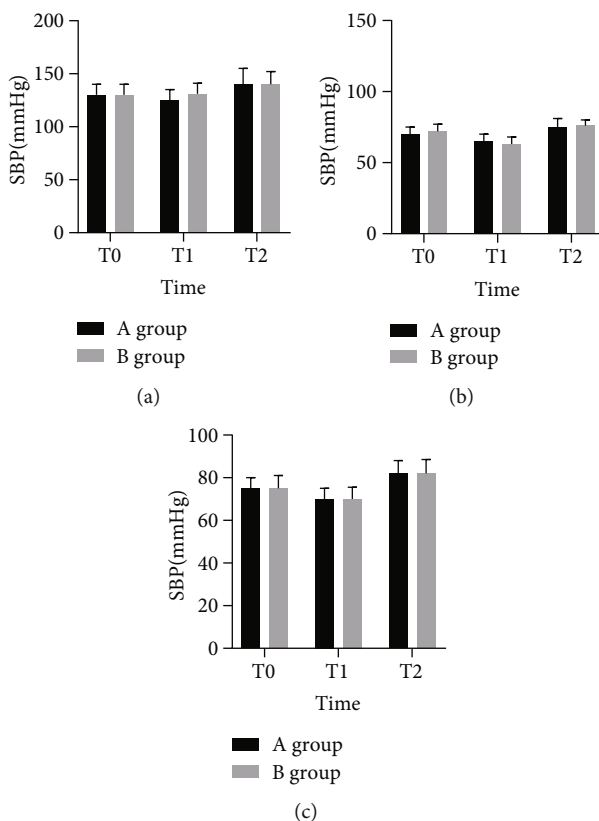 200
150
100
50
0
SBP(mmHg)
T0 T1 T2
Time
A group
B group
(a)
150
100
50
0
SBP(mmHg)
T0 T1 T2
Time
A group
B group
(b)
100
80
60
40
20
0
SBP(mmHg)
T0 T1 T2
Time
A group
B group
(c)